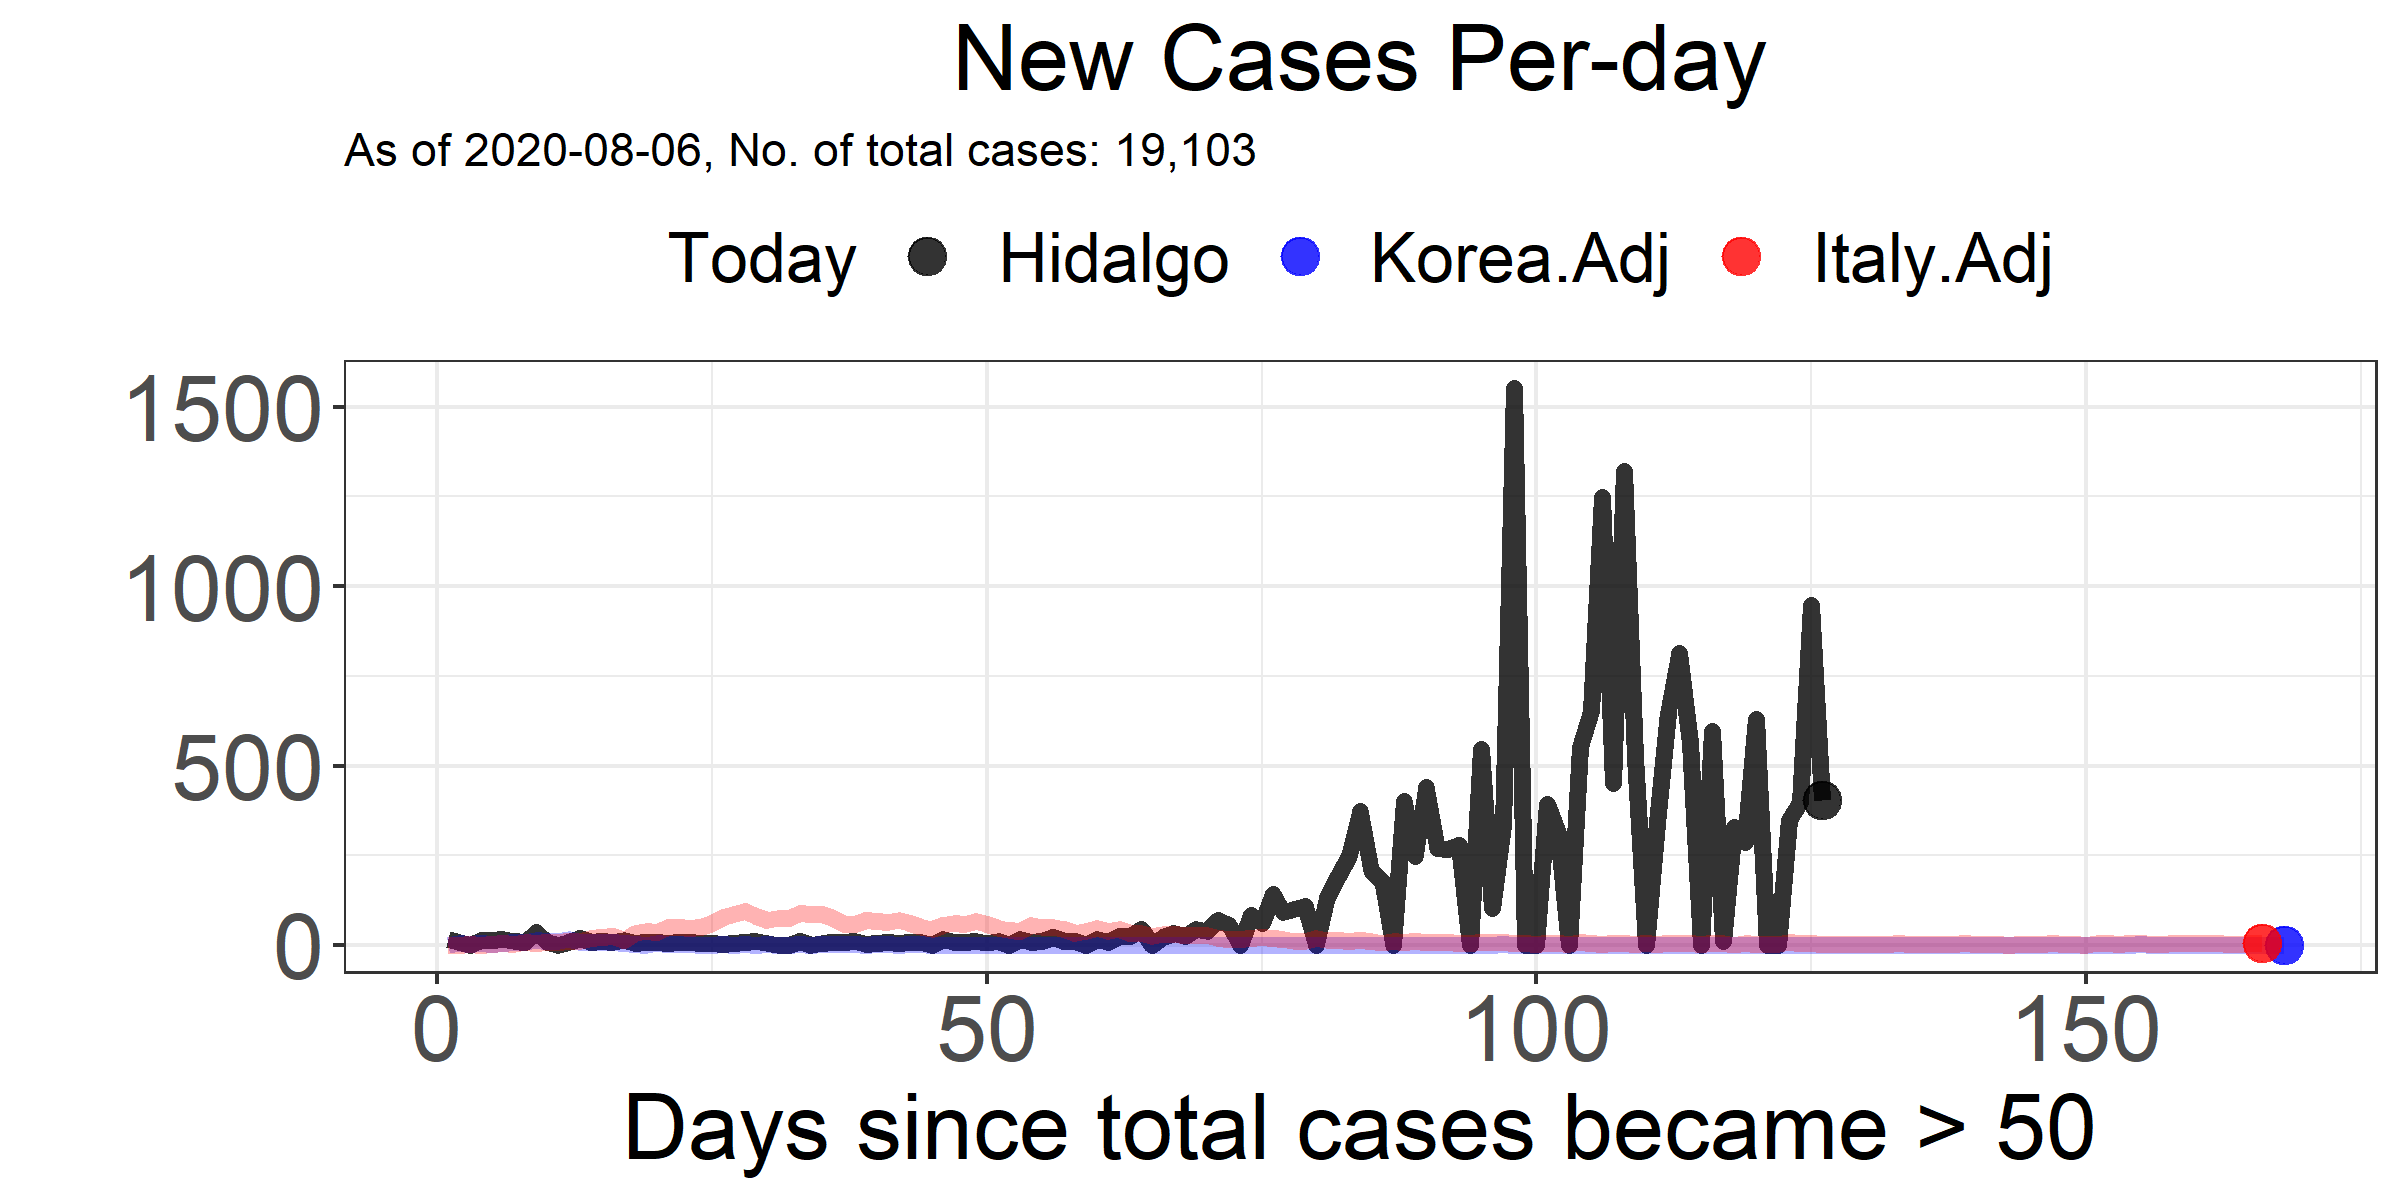 New Cases Per-day
As of 2020-08-06, No. of total cases: 19,103
Today Hidalgo Korea.Adj Italy.Adj
1500
1000
500
0
0 50 100 150
Days since total cases became > 50